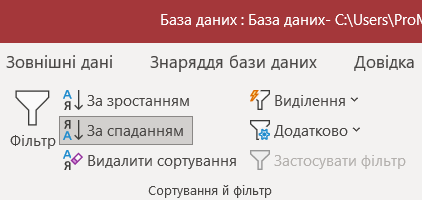 База даних : База даних- C:\Users\ProM
Зовнішні дані Знаряддя бази даних Довідка
Фільтр
За зростанням
За спаданням
Видалити сортування
Виділення
Додатково
Застосувати фільтр
Сортування й фільтр